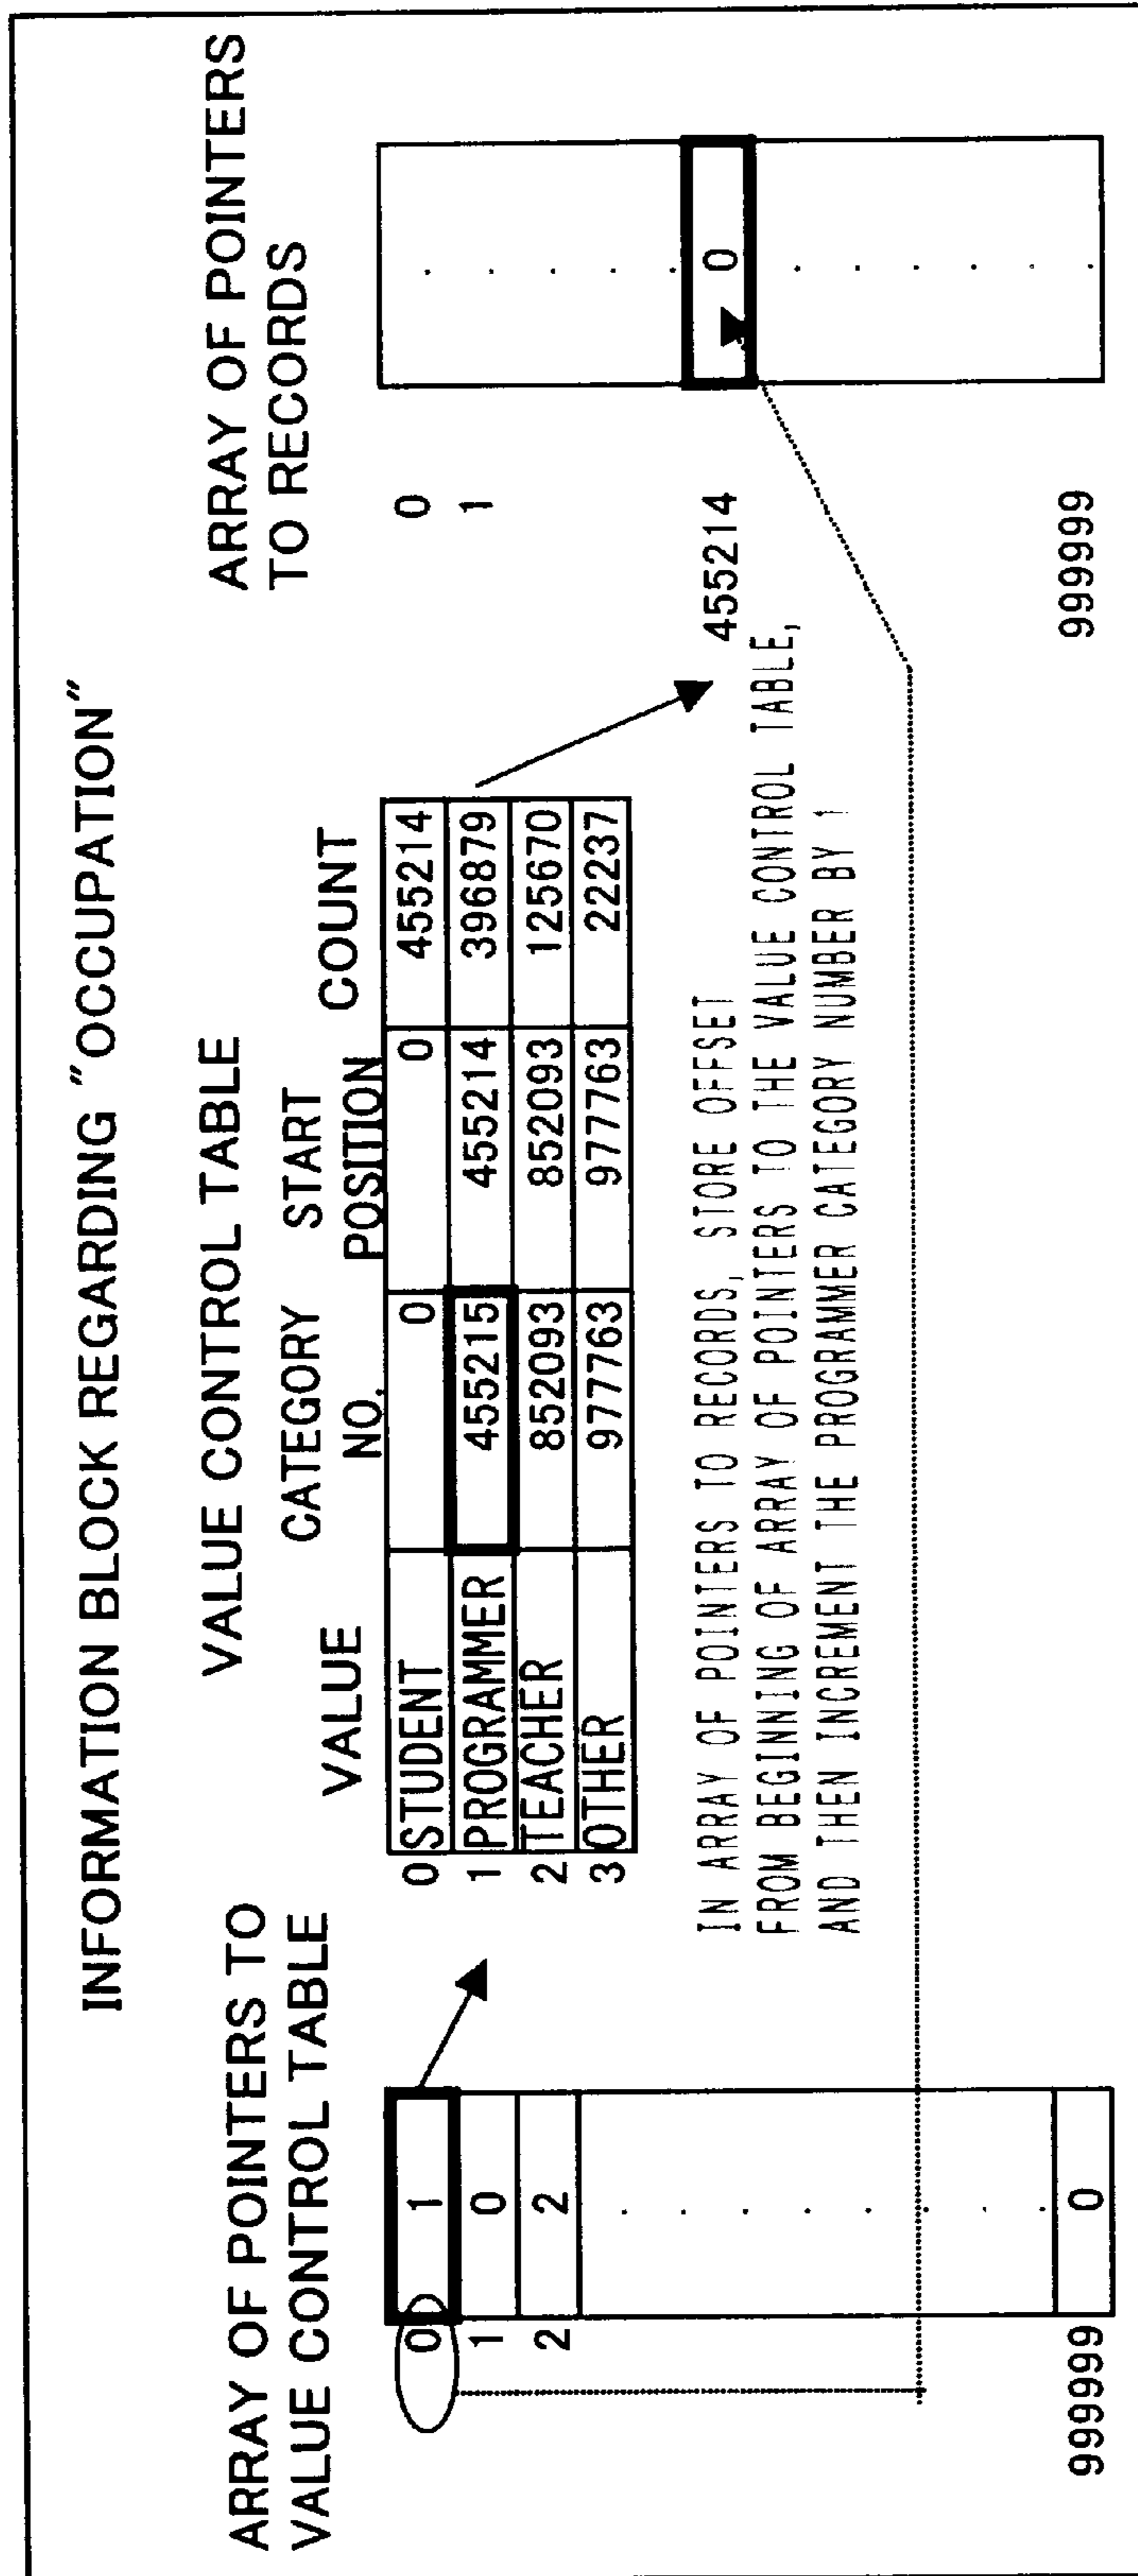 INFORMATION BLOCK REGARDING "OCCUPATION"
ARRAY OF POINTERS TO
VALUE CONTROL TABLE
0 1
1 0
2 2
. . . . . . .
999999 0
VALUE CONTROL TABLE
VALUE CATEGORY NO. START POSITION COUNT
0 STUDENT 0 0 455214
1 PROGRAMMER 455215 455214 396879
2 TEACHER 852093 852093 125670
3 OTHER 977763 977763 22237
IN ARRAY OF POINTERS TO RECORDS, STORE OFFSET
FROM BEGINNING OF ARRAY OF POINTERS TO THE VALUE CONTROL TABLE,
AND THEN INCREMENT THE PROGRAMMER CATEGORY NUMBER BY 1
ARRAY OF POINTERS
TO RECORDS
0
1
455214 0
999999